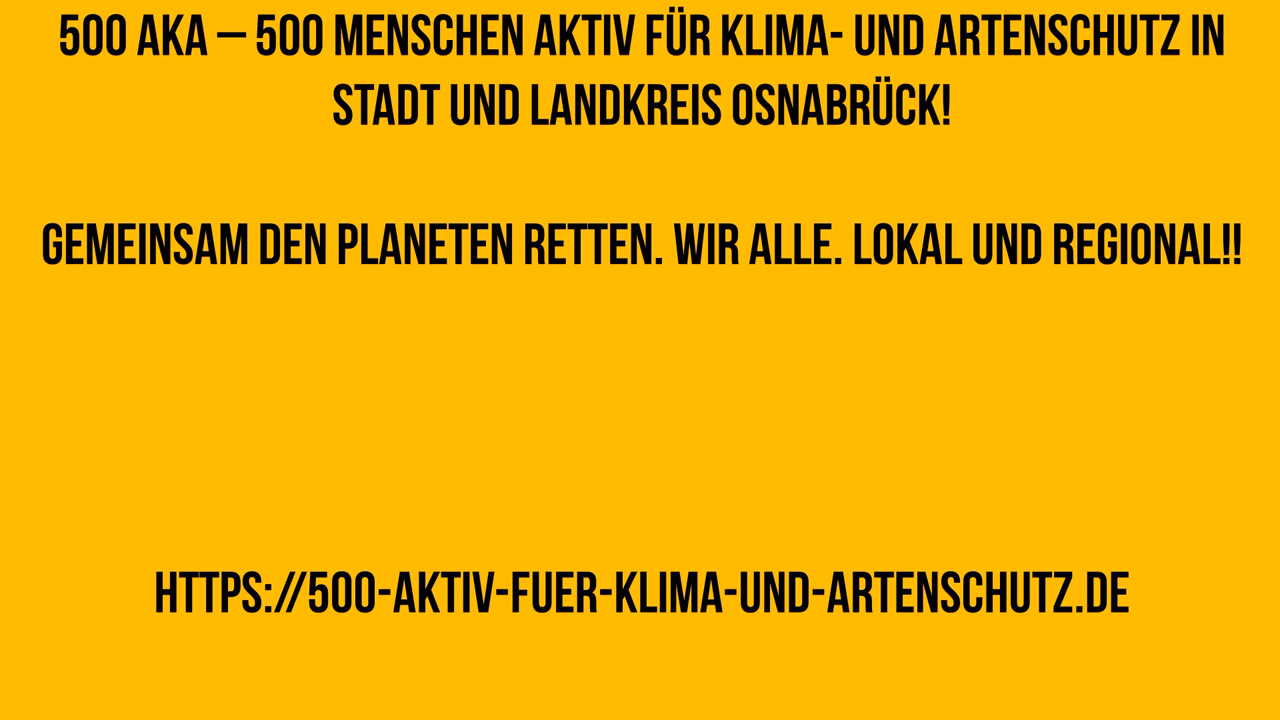 500 AKA – 500 MENSCHEN AKTIV FÜR KLIMA- UND ARTENSCHUTZ IN
STADT UND LANDKREIS OSNABRÜCK!
GEMEINSAM DEN PLANETEN RETTEN. WIR ALLE. LOKAL UND REGIONAL!!
HTTPS://500-AKTIV-FUER-KLIMA-UND-ARTENSCHUTZ.DE